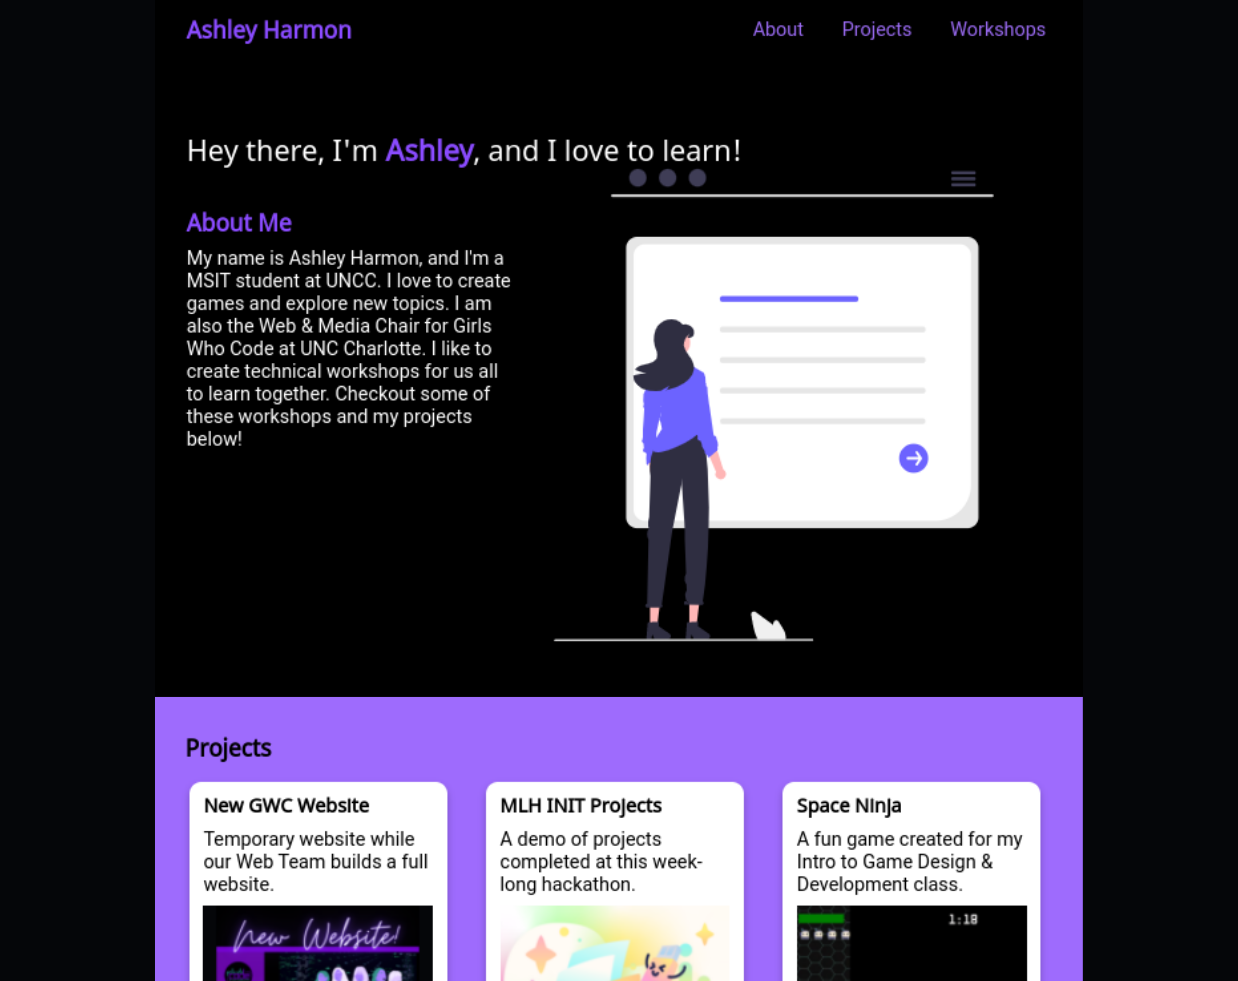 Ashley Harmon
About Projects Workshops
Hey there, I'm Ashley, and I love to learn!
About Me
My name is Ashley Harmon, and I'm a
MSIT student at UNCC. I love to create
games and explore new topics. I am
also the Web & Media Chair for Girls
Who Code at UNC Charlotte. I like to
create technical workshops for us all
to learn together. Checkout some of
these workshops and my projects
below!
Projects
New GWC Website
Temporary website while
our Web Team builds a full
website.
New Website!
MLH INIT Projects
A demo of projects
completed at this week-
long hackathon.
Space Ninja
A fun game created for my
Intro to Game Design &
Development class.
1:18